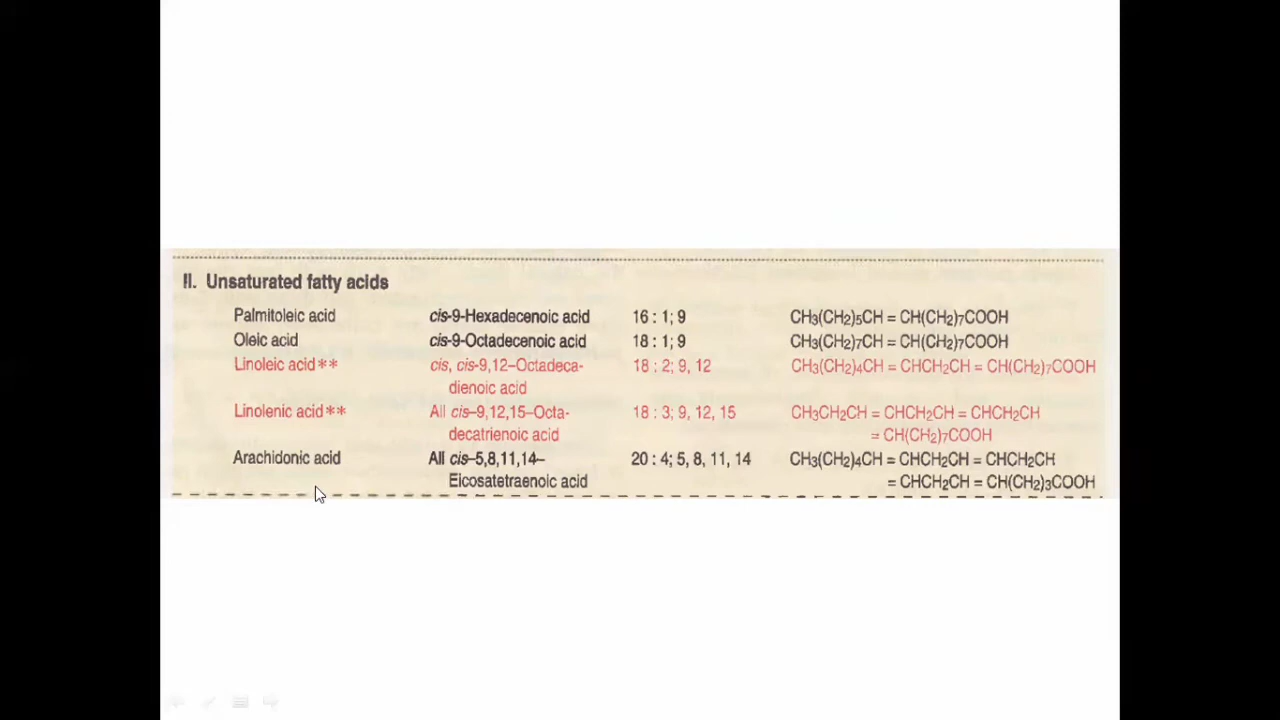 II. Unsaturated fatty acids
Palmitoleic acid cis-9-Hexadecenoic acid 16 : 1; 9 CH3(CH2)5CH = CH(CH2)7COOH
Oleic acid cis-9-Octadecenoic acid 18 : 1; 9 CH3(CH2)7CH = CH(CH2)7COOH
Linoleic acid** cis, cis-9,12–Octadeca- 18 : 2; 9, 12 CH3(CH2)4CH = CHCH2CH = CH(CH2)7COOH
dienoic acid
Linolenic acid** All cis–9,12,15–Octa- 18 : 3; 9, 12, 15 CH3CH2CH = CHCH2CH = CHCH2CH
decatrienoic acid = CH(CH2)7COOH
Arachidonic acid All cis–5,8,11,14– 20 : 4; 5, 8, 11, 14 CH3(CH2)4CH = CHCH2CH = CHCH2CH
Eicosatetraenoic acid = CHCH2CH = CH(CH2)3COOH